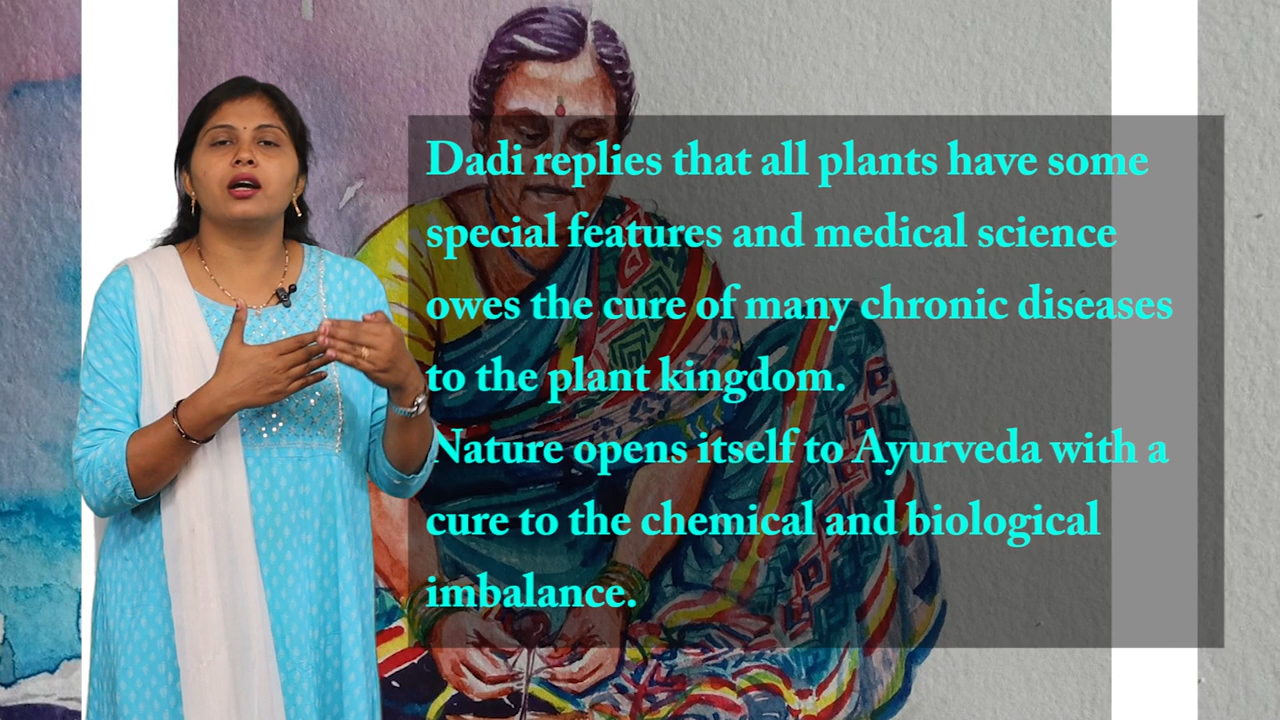 Dadi replies that all plants have some
special features and medical science
owes the cure of many chronic diseases
to the plant kingdom.
Nature opens itself to Ayurveda with a
cure to the chemical and biological
imbalance.